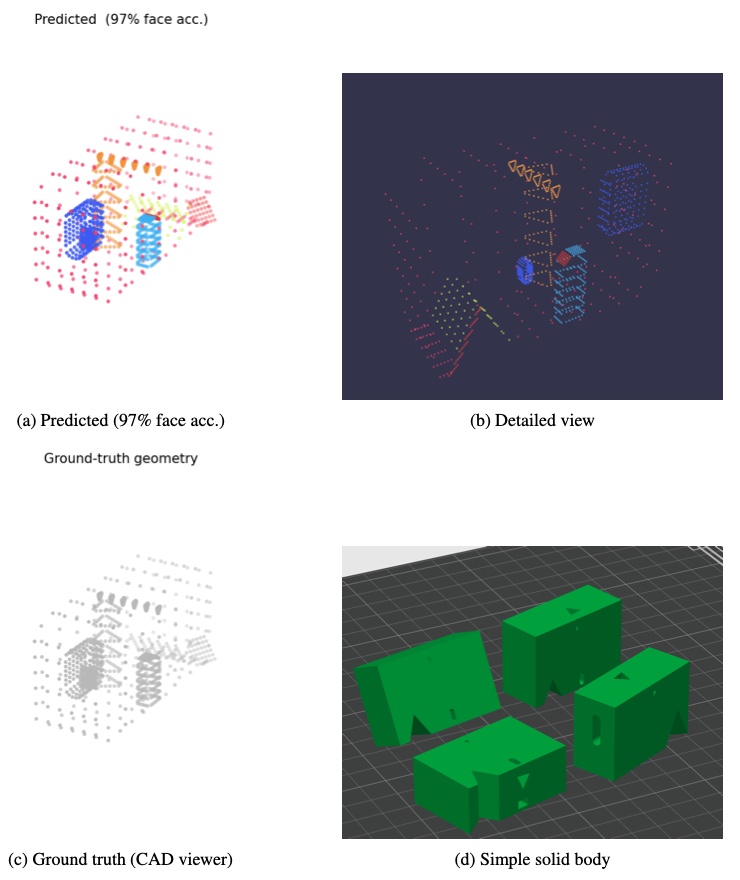 Predicted (97% face acc.)
(a) Predicted (97% face acc.)
(b) Detailed view
Ground-truth geometry
(c) Ground truth (CAD viewer)
(d) Simple solid body